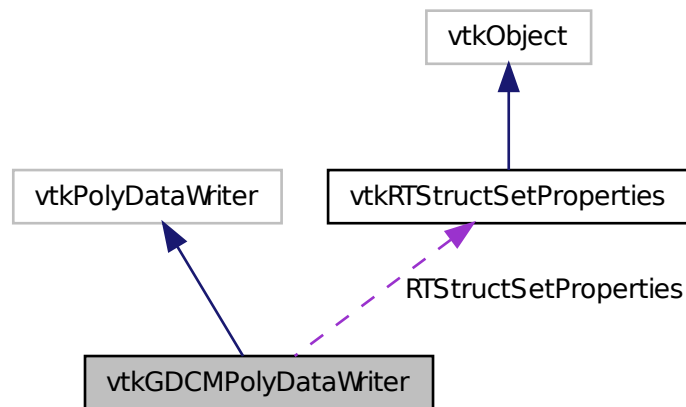 vtkObject
vtkPolyDataWriter
vtkRTStructSetProperties
RTStructSetProperties
vtkGDCMPolyDataWriter